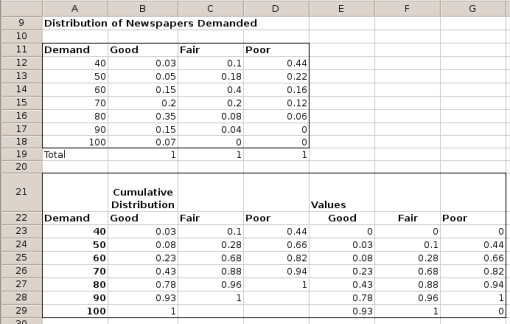 A B C D E F G
9 Distribution of Newspapers Demanded
10
11 Demand Good Fair Poor
12 40 0.03 0.1 0.44
13 50 0.05 0.18 0.22
14 60 0.15 0.4 0.16
15 70 0.2 0.2 0.12
16 80 0.35 0.08 0.06
17 90 0.15 0.04 0
18 100 0.07 0 0
19 Total 1 1 1
20
Cumulative
21 Distribution Values
22 Demand Good Fair Poor Good Fair Poor
23 40 0.03 0.1 0.44 0 0 0
24 50 0.08 0.28 0.66 0.03 0.1 0.44
25 60 0.23 0.68 0.82 0.08 0.28 0.66
26 70 0.43 0.88 0.94 0.23 0.68 0.82
27 80 0.78 0.96 1 0.43 0.88 0.94
28 90 0.93 1 0.78 0.96 1
29 100 1 0.93 1 0
30